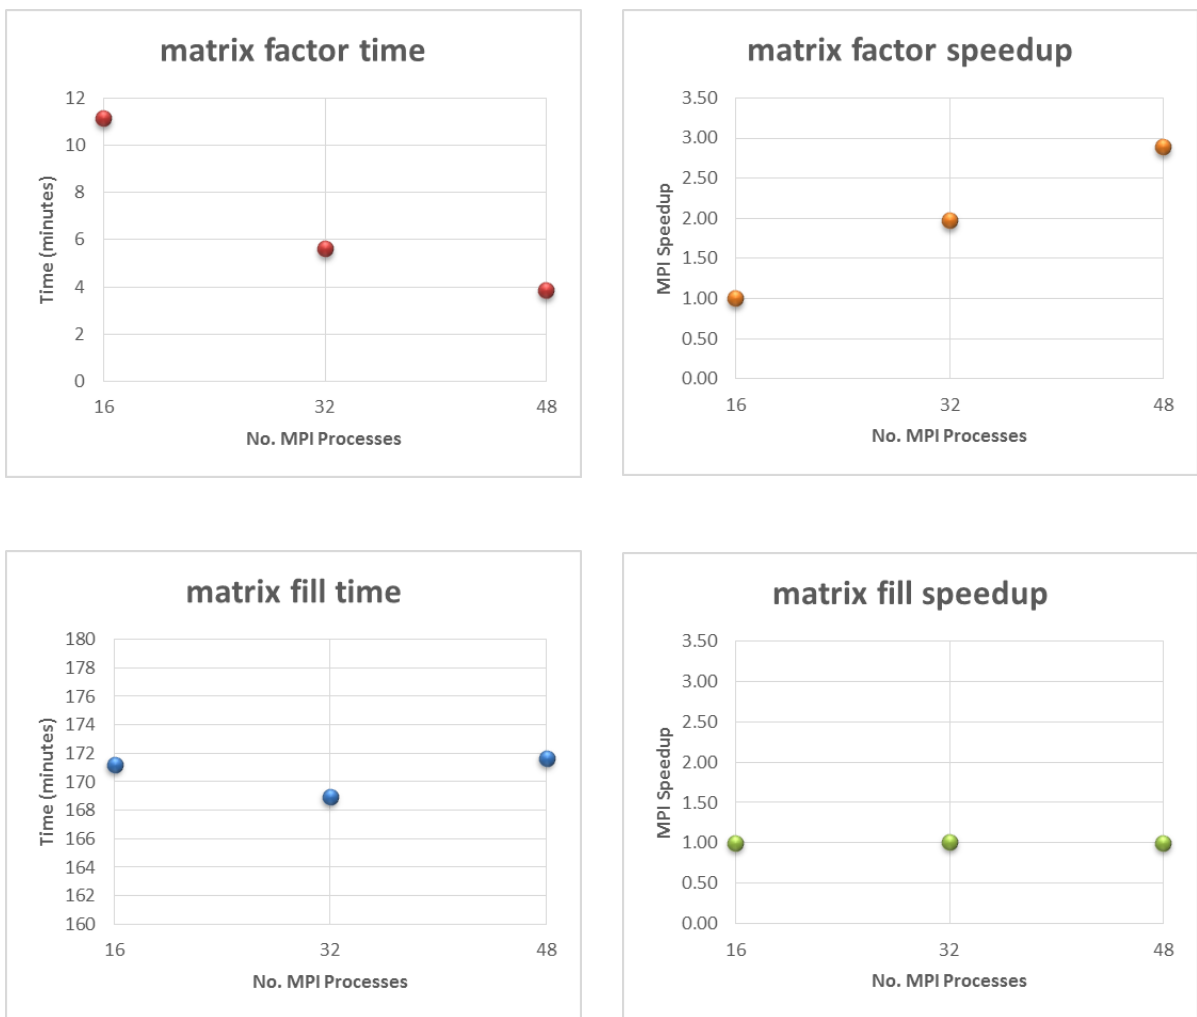 matrix factor time
12
10
8
6
4
2
0
Time (minutes)
16 32 48
No. MPI Processes
matrix factor speedup
3.50
3.00
2.50
2.00
1.50
1.00
0.50
0.00
MPI Speedup
16 32 48
No. MPI Processes
matrix fill time
180
178
176
174
172
170
168
166
164
162
160
Time (minutes)
16 32 48
No. MPI Processes
matrix fill speedup
3.50
3.00
2.50
2.00
1.50
1.00
0.50
0.00
MPI Speedup
16 32 48
No. MPI Processes